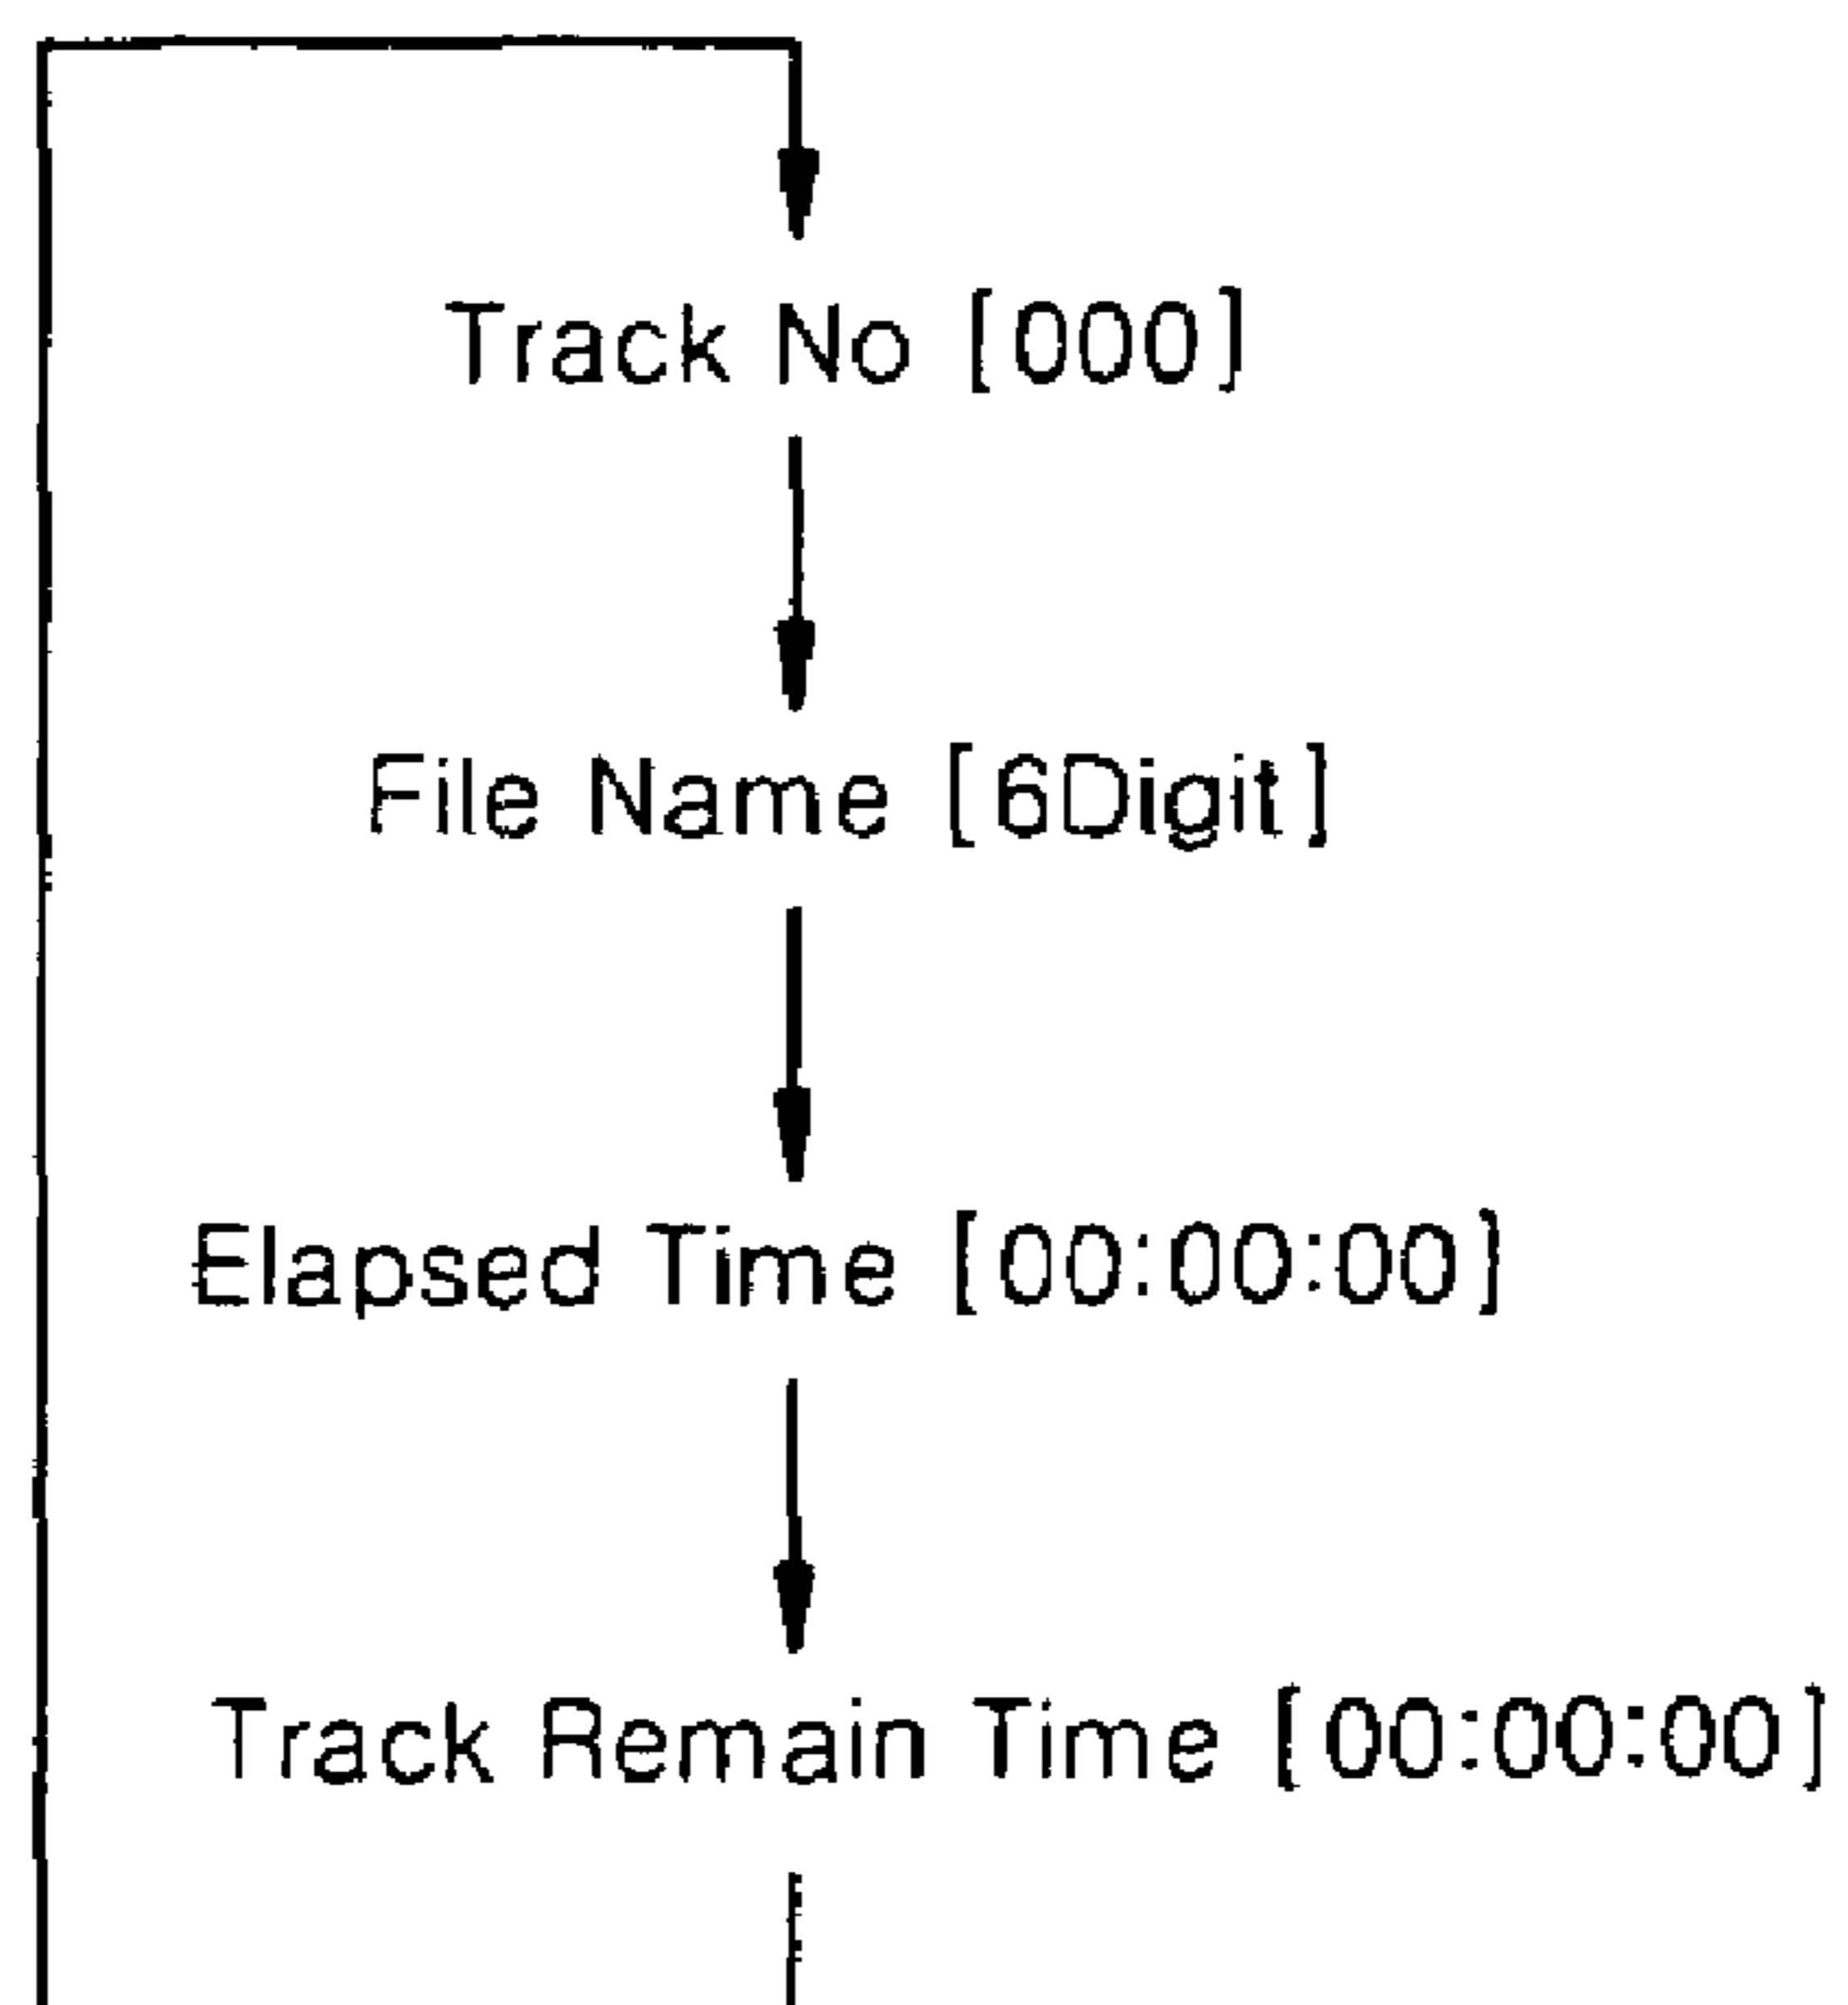 Track No [000]
File Name [6Digit]
Elapsed Time [00:00:00]
Track Remain Time [00:00:00]